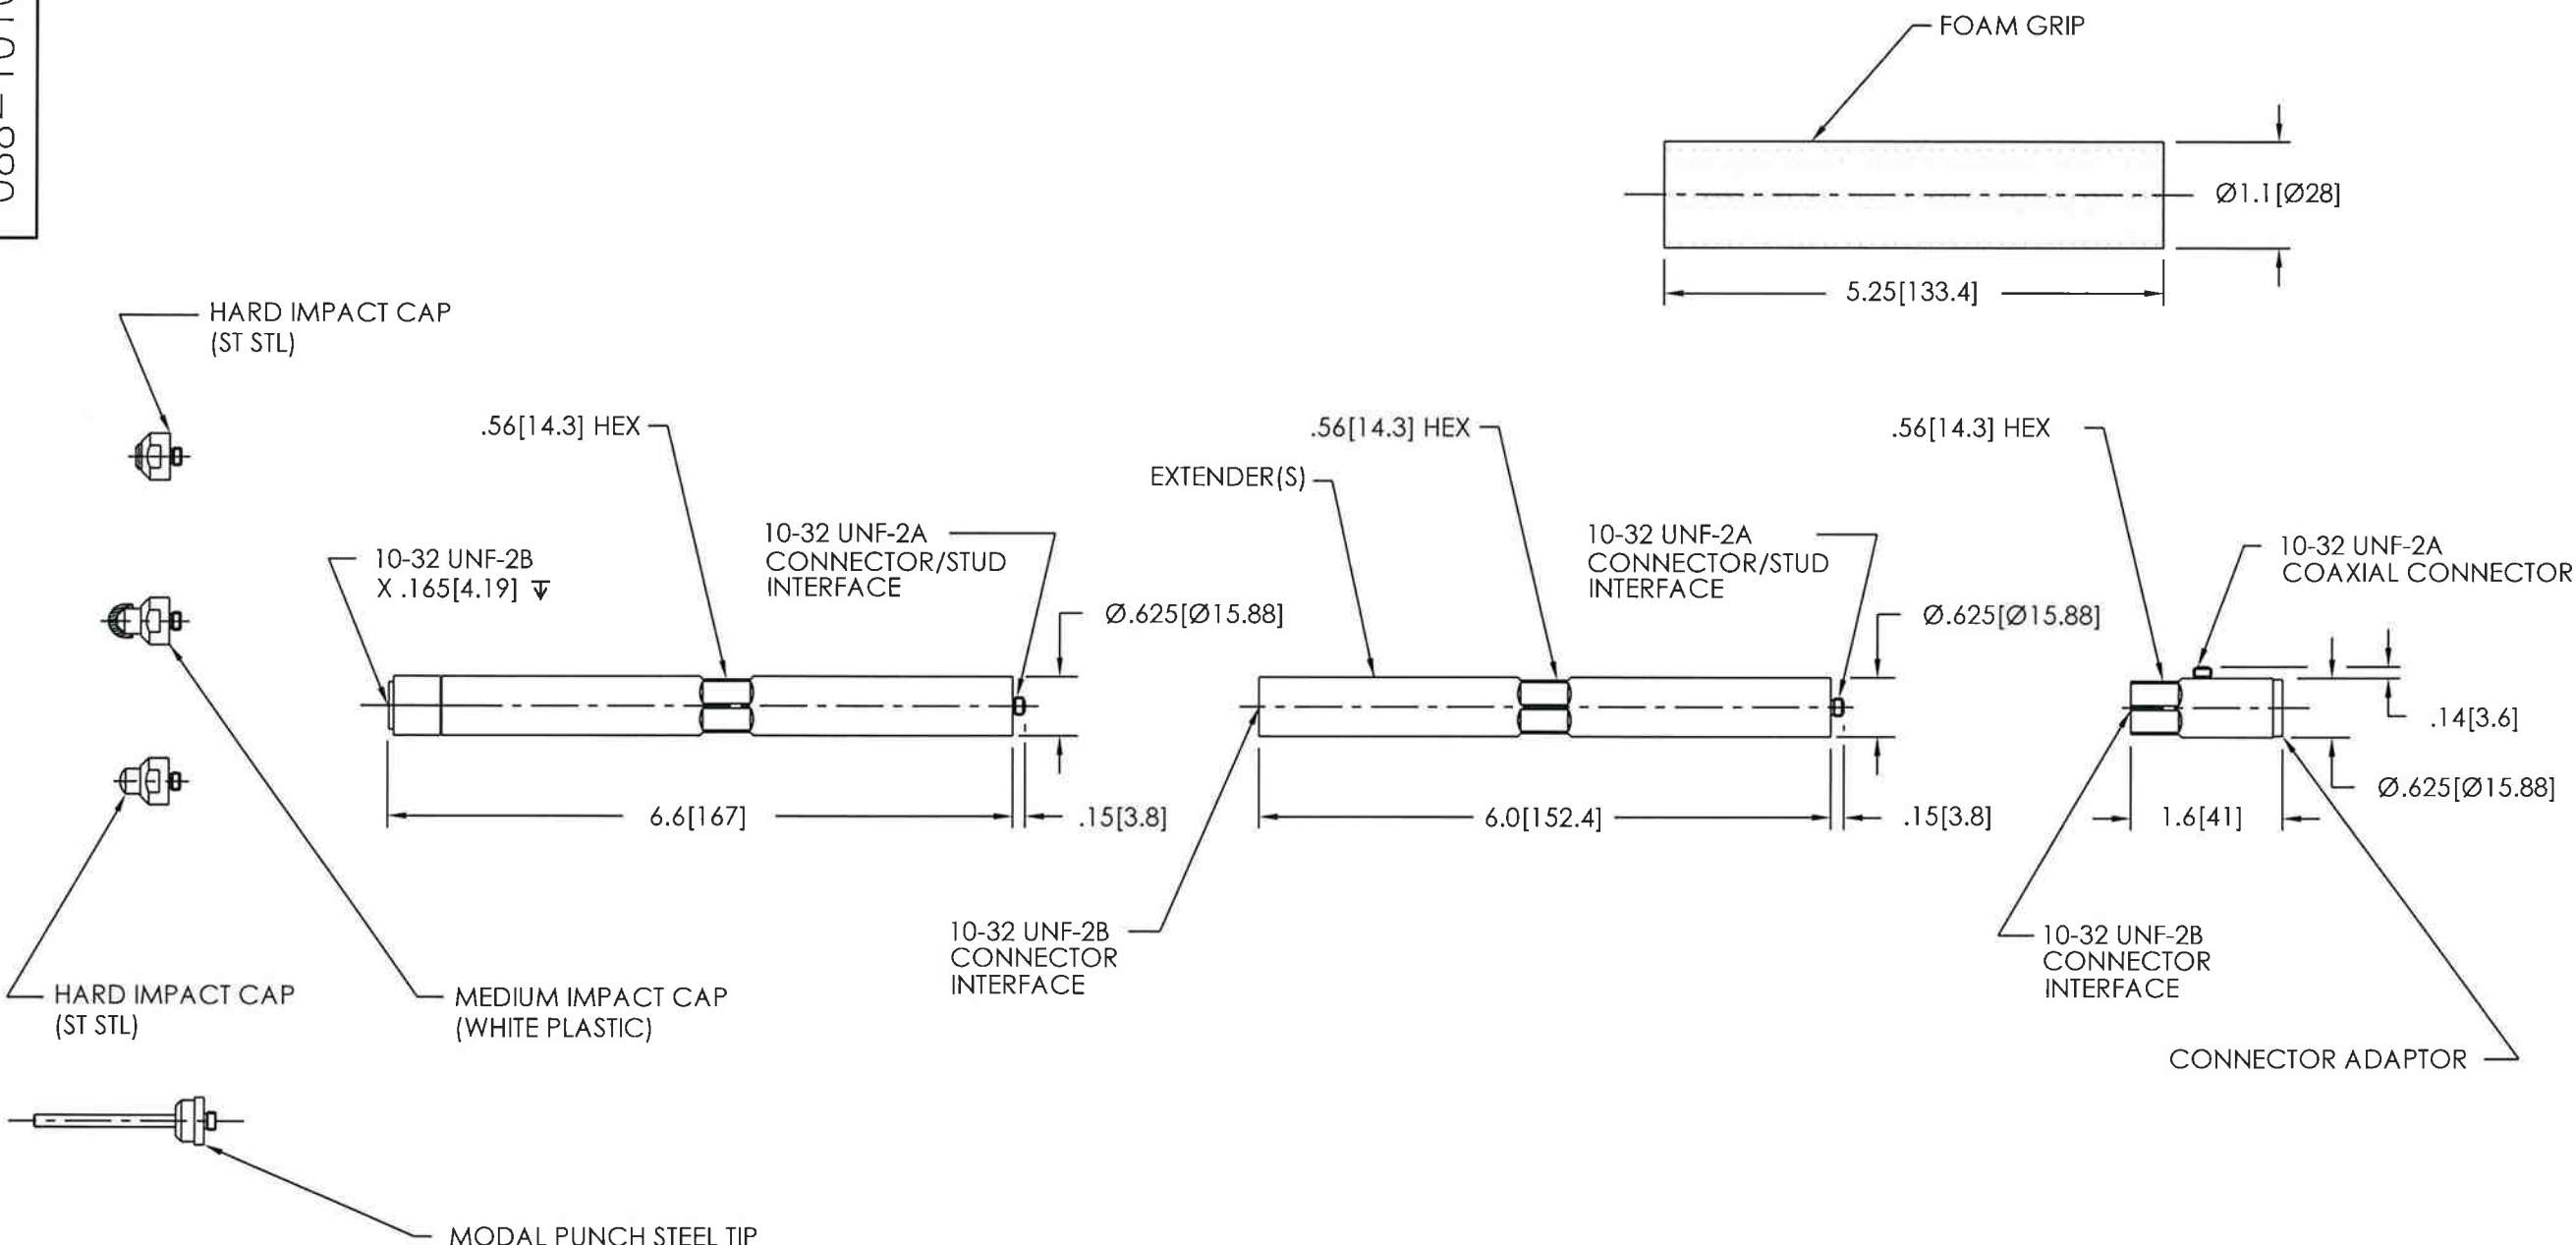 FOAM GRIP
Ø1.1[Ø28]
5.25[133.4]
HARD IMPACT CAP
(ST STL)
.56[14.3] HEX
.56[14.3] HEX
.56[14.3] HEX
EXTENDER(S)
10-32 UNF-2B
X .165[4.19] ↧
10-32 UNF-2A
CONNECTOR/STUD
INTERFACE
10-32 UNF-2A
CONNECTOR/STUD
INTERFACE
10-32 UNF-2A
COAXIAL CONNECTOR
Ø.625[Ø15.88]
Ø.625[Ø15.88]
.14[3.6]
Ø.625[Ø15.88]
6.6[167]
.15[3.8]
6.0[152.4]
.15[3.8]
1.6[41]
10-32 UNF-2B
CONNECTOR
INTERFACE
10-32 UNF-2B
CONNECTOR
INTERFACE
HARD IMPACT CAP
(ST STL)
MEDIUM IMPACT CAP
(WHITE PLASTIC)
CONNECTOR ADAPTOR
MODAL PUNCH STEEL TIP